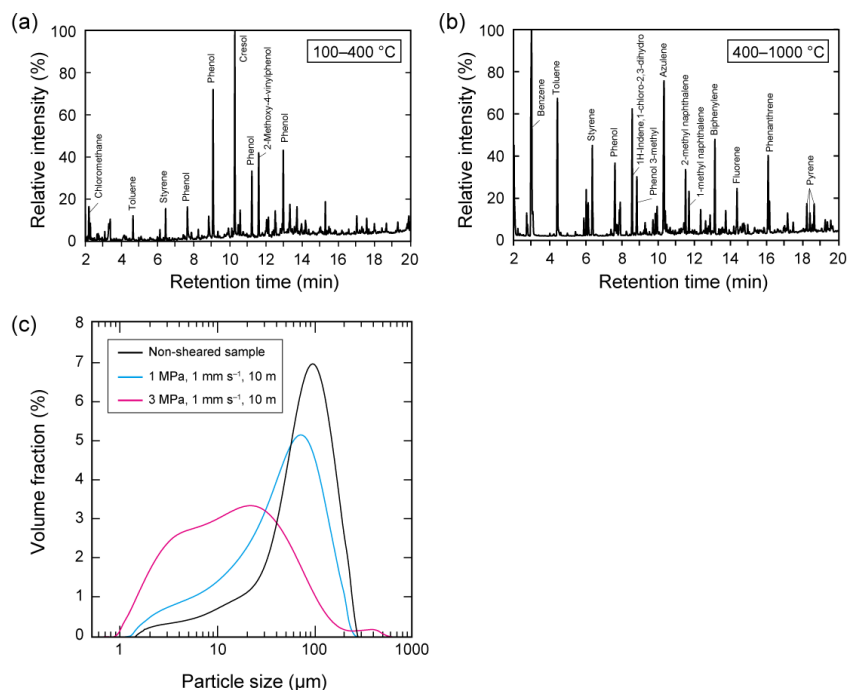 (a)
100
80
60
40
20
0
Relative intensity (%)
100–400 °C
Chloromethane
Toluene
Styrene
Phenol
Phenol
Cresol
Phenol
2-Methoxy-4-vinylphenol
Phenol
2 4 6 8 10 12 14 16 18 20
Retention time (min)
(b)
100
80
60
40
20
0
Relative intensity (%)
400–1000 °C
Benzene
Toluene
Styrene
Phenol
1H-Indene,1-chloro-2,3-dihydro
Phenol 3-methyl
Azulene
2-methyl naphthalene
1-methyl naphthalene
Biphenylene
Fluorene
Phenanthrene
Pyrene
2 4 6 8 10 12 14 16 18 20
Retention time (min)
(c)
8
7
6
5
4
3
2
1
0
Volume fraction (%)
Non-sheared sample
1 MPa, 1 mm s⁻¹, 10 m
3 MPa, 1 mm s⁻¹, 10 m
1 10 100 1000
Particle size (μm)